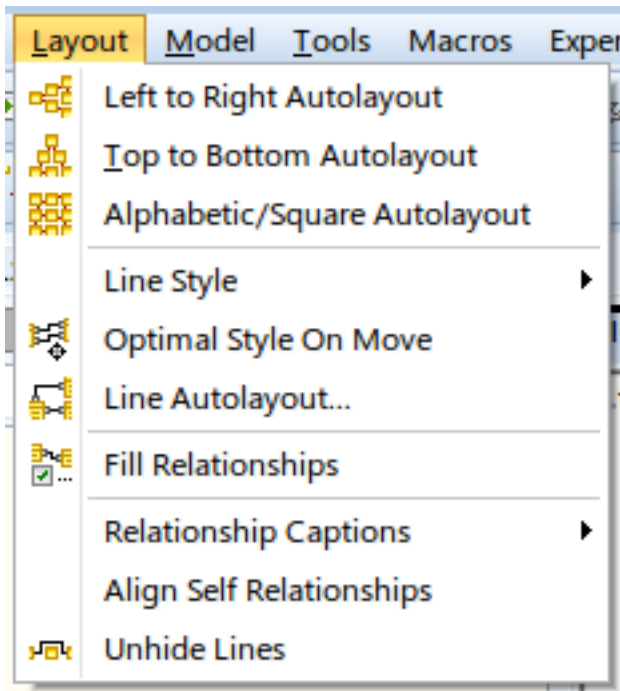 Layout Model Tools Macros
Left to Right Autolayout
Top to Bottom Autolayout
Alphabetic/Square Autolayout
Line Style
Optimal Style On Move
Line Autolayout...
Fill Relationships
Relationship Captions
Align Self Relationships
Unhide Lines